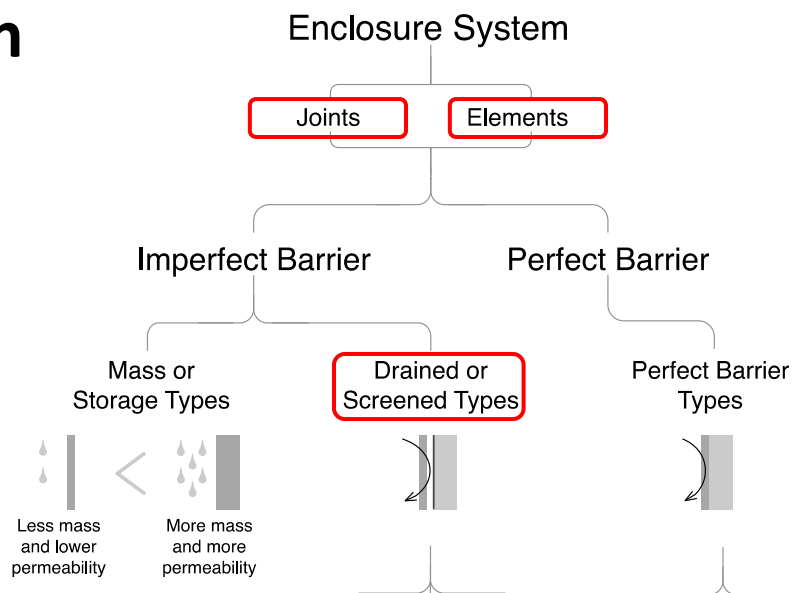 n
Enclosure System
Joints
Elements
Imperfect Barrier
Perfect Barrier
Mass or
Storage Types
Drained or
Screened Types
Perfect Barrier
Types
Less mass
and lower
permeability
More mass
and more
permeability